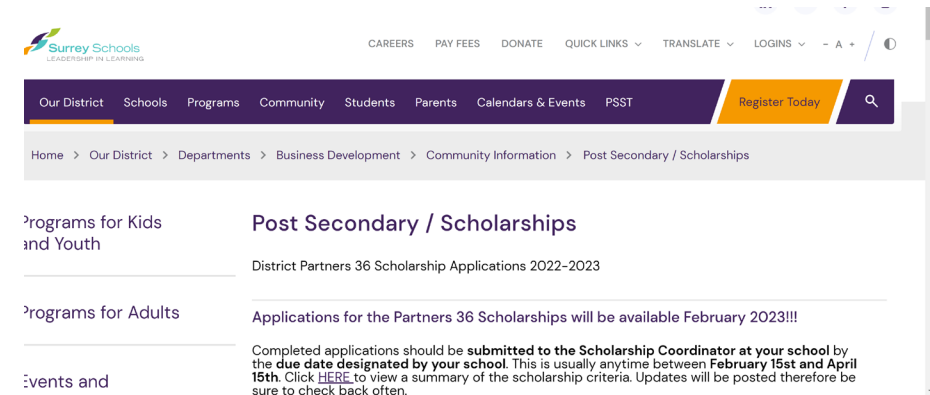 Surrey Schools
LEADERSHIP IN LEARNING
CAREERS PAY FEES DONATE QUICK LINKS TRANSLATE LOGINS - A +
Our District Schools Programs Community Students Parents Calendars & Events PSST Register Today
Home > Our District > Departments > Business Development > Community Information > Post Secondary / Scholarships
Programs for Kids
and Youth
Programs for Adults
Events and
Post Secondary / Scholarships
District Partners 36 Scholarship Applications 2022-2023
Applications for the Partners 36 Scholarships will be available February 2023!!!
Completed applications should be submitted to the Scholarship Coordinator at your school by
the due date designated by your school. This is usually anytime between February 15st and April
15th. Click HERE to view a summary of the scholarship criteria. Updates will be posted therefore be
sure to check back often.